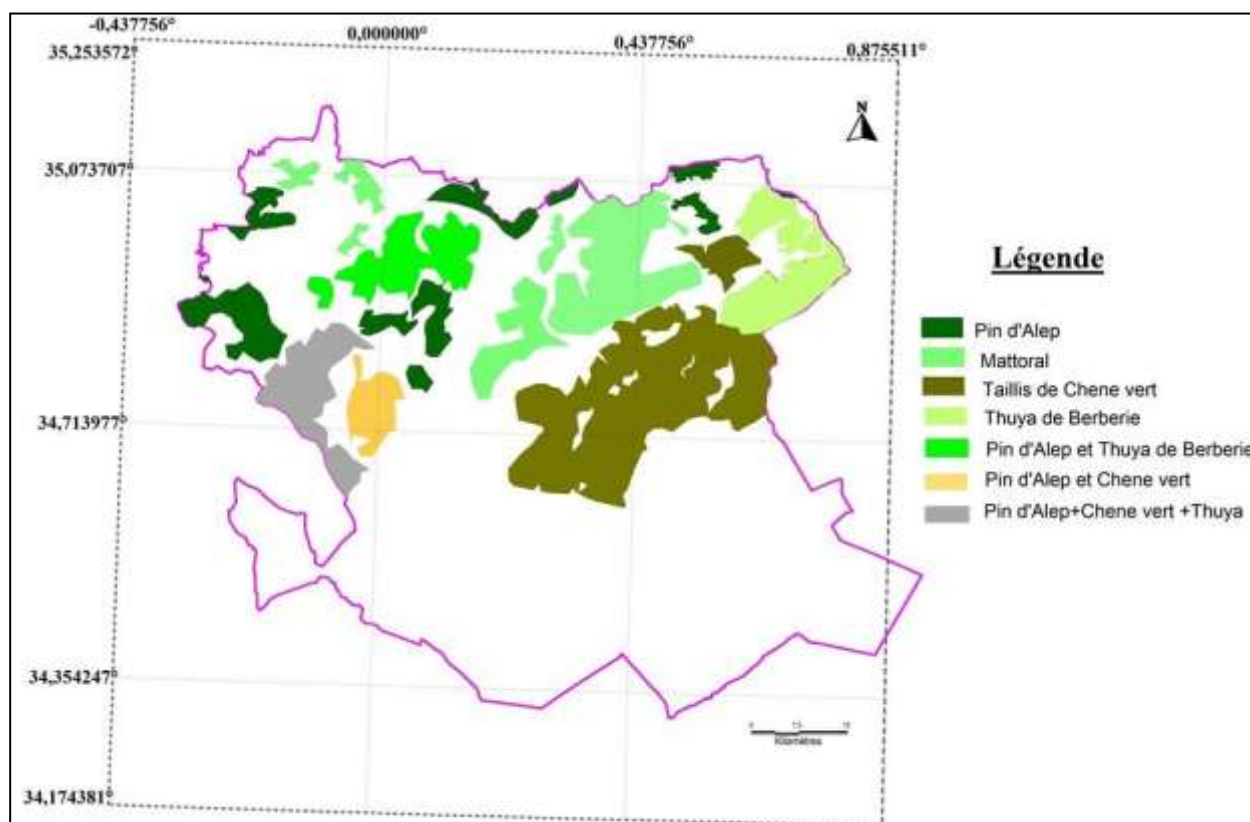 -0,437756°
0,000000°
0,437756°
0,875511°
35,253572°
N
35,073707°
Légende
Pin d'Alep
Mattoral
Taillis de Chene vert
Thuya de Berberie
34,713977°
Pin d'Alep et Thuya de Berberie
Pin d'Alep et Chene vert
Pin d'Alep+Chene vert +Thuya
34,354247°
Kilomètres
34,174381°